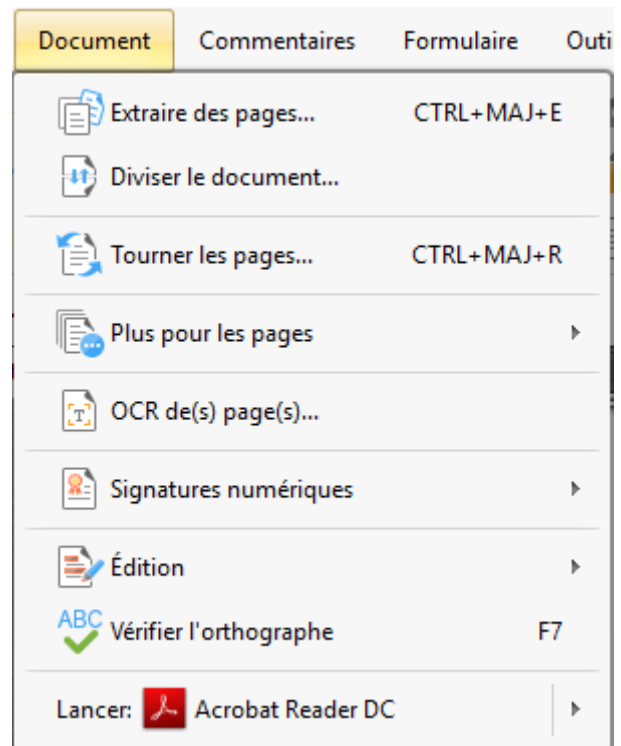 Document Commentaires Formulaire Outi
Extraire des pages... CTRL+MAJ+E
Diviser le document...
Tourner les pages... CTRL+MAJ+R
Plus pour les pages
T OCR de(s) page(s)...
Signatures numériques
Édition
ABC Vérifier l'orthographe F7
Lancer: Acrobat Reader DC